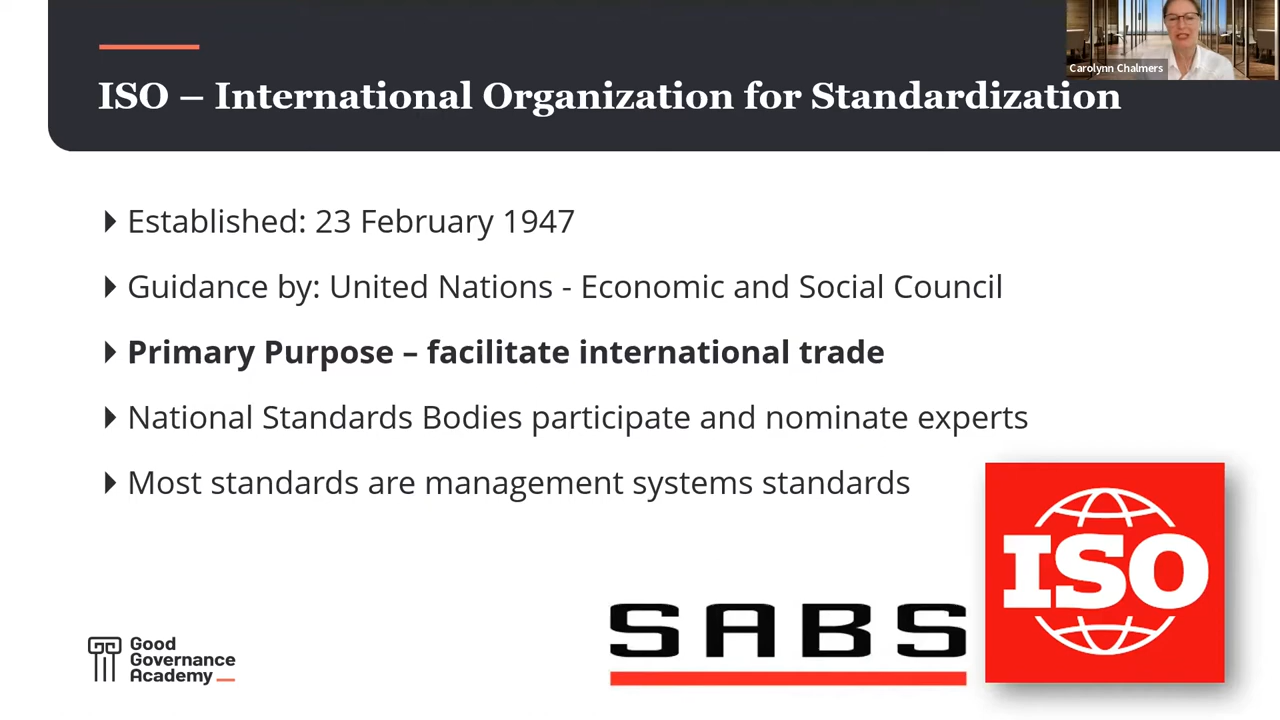 Carolynn Chalmers
ISO – International Organization for Standardization
Established: 23 February 1947
Guidance by: United Nations - Economic and Social Council
Primary Purpose – facilitate international trade
National Standards Bodies participate and nominate experts
Most standards are management systems standards
ISO
SABS
Good
Governance
Academy